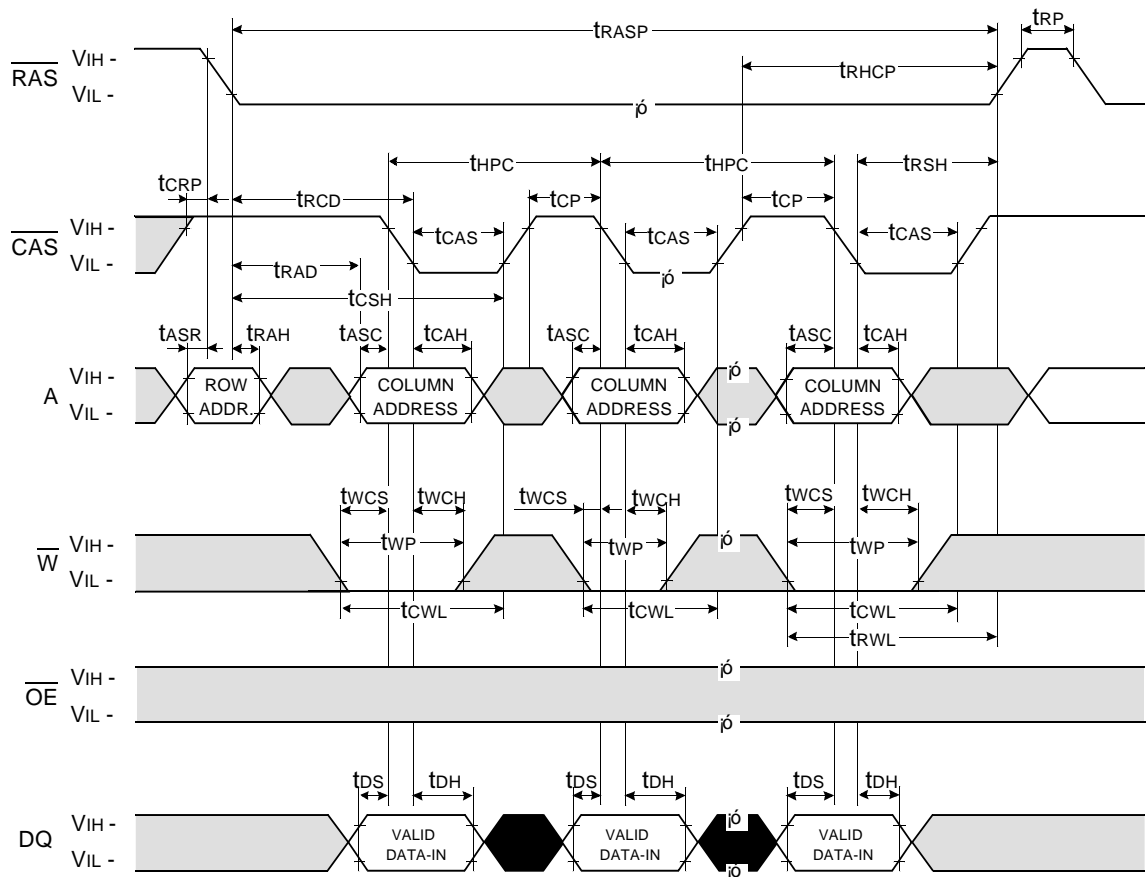 tRASP
tRP
RAS
VIH -
VIL -
tRHCP
¡ó
tHPC
tHPC
tRSH
tCRP
tRCD
tCP
tCP
CAS
VIH -
VIL -
tCAS
tCAS
tCAS
tRAD
¡ó
tCSH
tASR
tRAH
tASC
tCAH
tASC
tCAH
tASC
tCAH
A
VIH -
VIL -
ROW
ADDR.
COLUMN
ADDRESS
COLUMN
ADDRESS
¡ó
¡ó
COLUMN
ADDRESS
tWCS
tWCH
tWCS
tWCH
tWCS
tWCH
W
VIH -
VIL -
tWP
tWP
¡ó
tWP
tCWL
tCWL
tCWL
tRWL
OE
VIH -
VIL -
¡ó
¡ó
tDS
tDH
tDS
tDH
tDS
tDH
DQ
VIH -
VIL -
VALID
DATA-IN
VALID
DATA-IN
¡ó
¡ó
VALID
DATA-IN